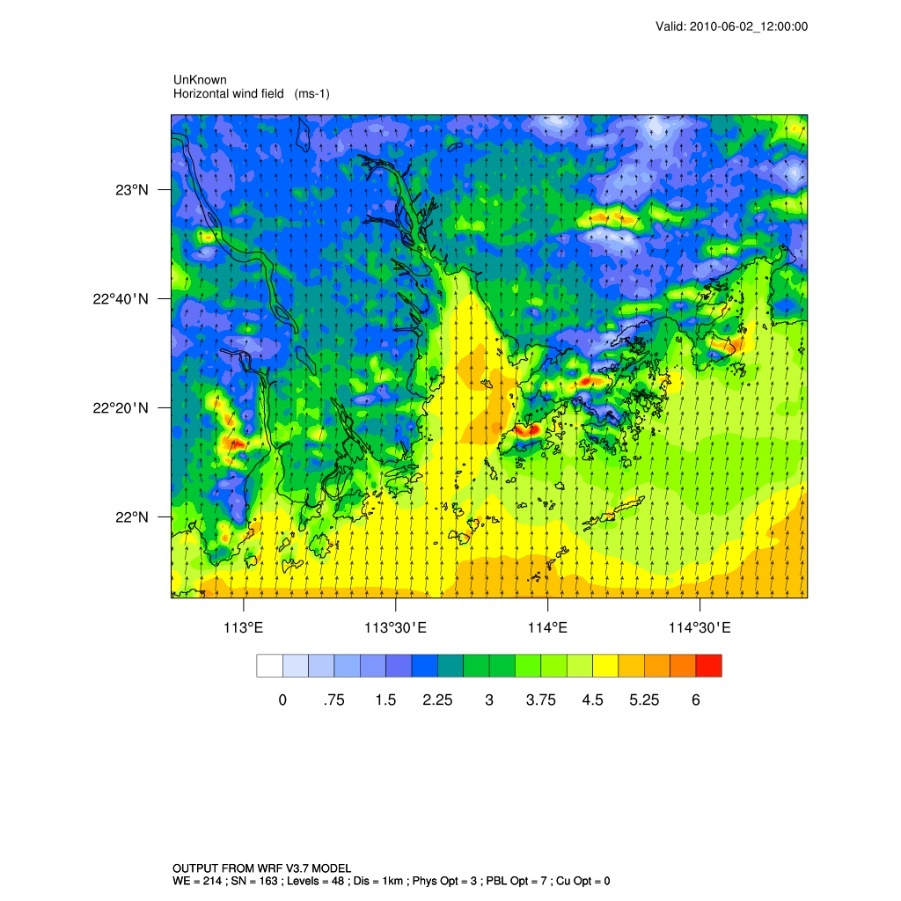 Valid: 2010-06-02_12:00:00
UnKnown
Horizontal wind field (ms-1)
23°N
22°40'N
22°20'N
22°N
113°E 113°30'E 114°E 114°30'E
0 .75 1.5 2.25 3 3.75 4.5 5.25 6
OUTPUT FROM WRF V3.7 MODEL
WE = 214 ; SN = 163 ; Levels = 48 ; Dis = 1km ; Phys Opt = 3 ; PBL Opt = 7 ; Cu Opt = 0